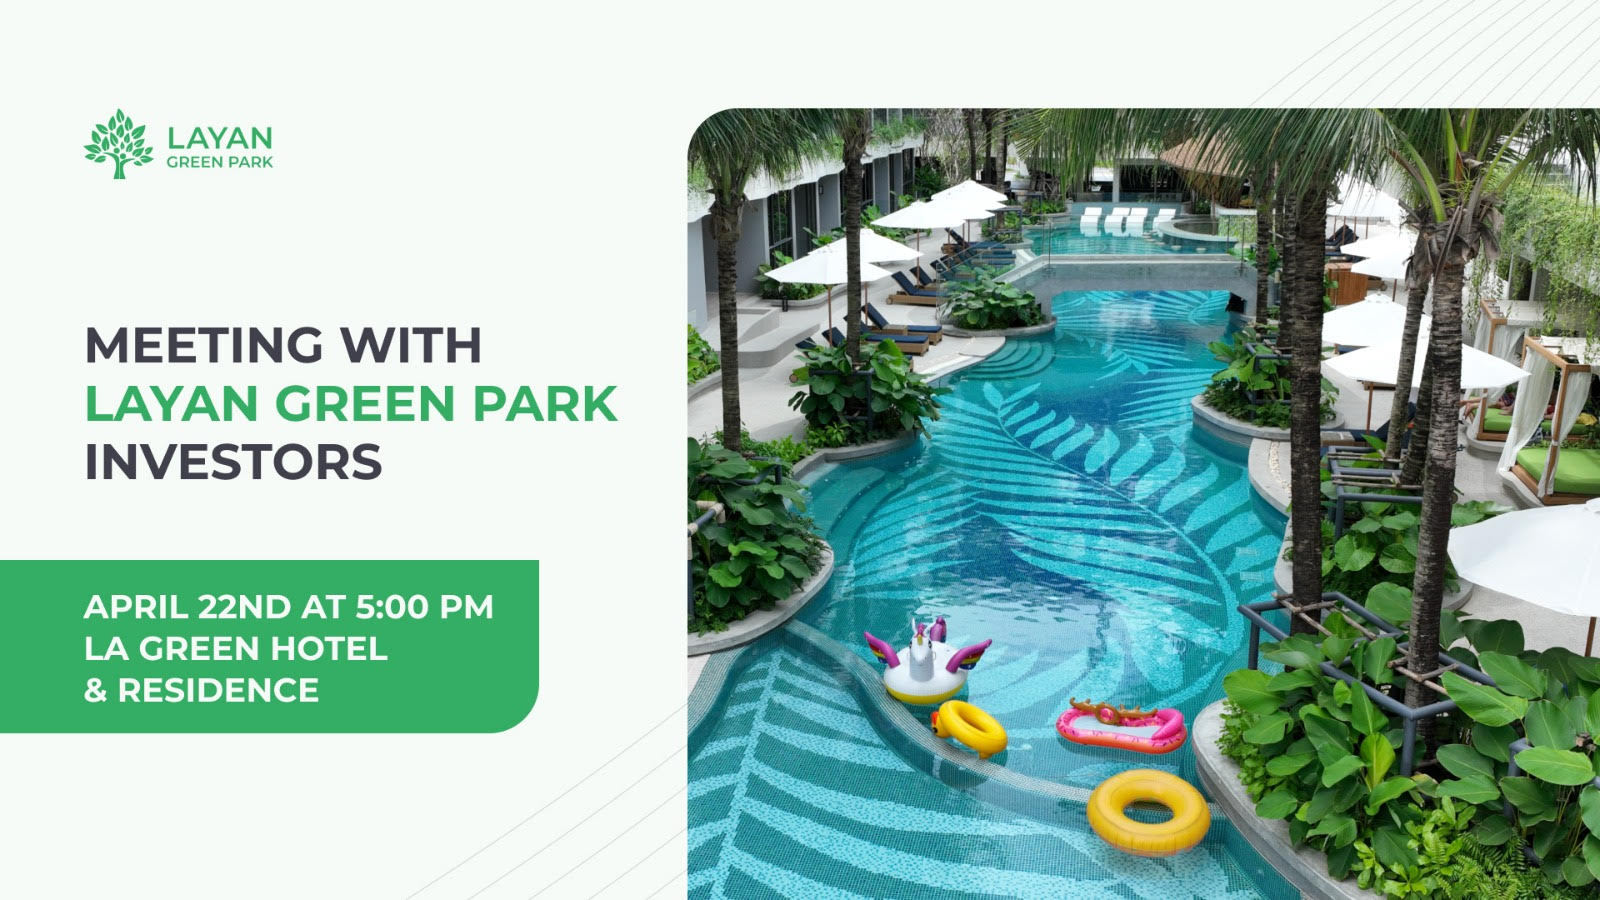 LAYAN
GREEN PARK
MEETING WITH
LAYAN GREEN PARK
INVESTORS
APRIL 22ND AT 5:00 PM
LA GREEN HOTEL
& RESIDENCE